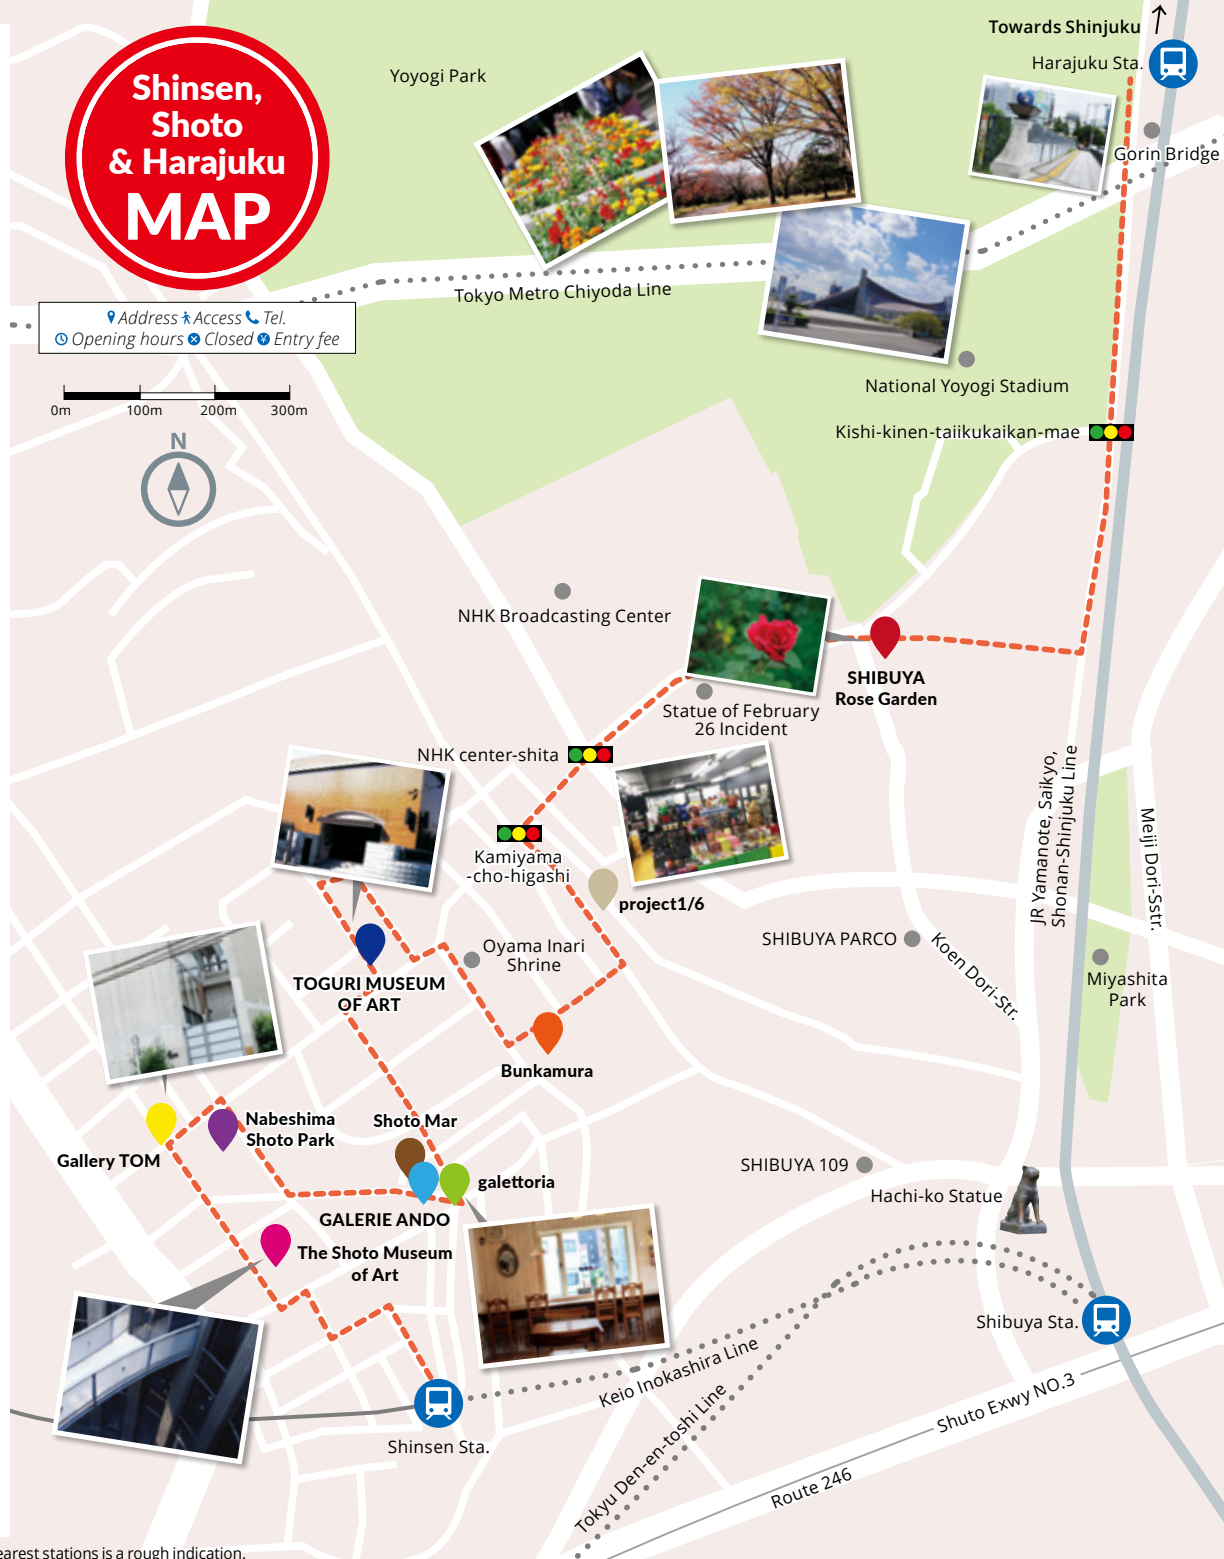 Shinsen,
Shoto
& Harajuku
MAP
Address Access Tel.
Opening hours Closed Entry fee
0m 100m 200m 300m
N
Towards Shinjuku
Harajuku Sta.
Yoyogi Park
Gorin Bridge
Tokyo Metro Chiyoda Line
National Yoyogi Stadium
Kishi-kinen-taiikukaikan-mae
NHK Broadcasting Center
SHIBUYA
Rose Garden
Statue of February
26 Incident
NHK center-shita
JR Yamanote, Saikyo,
Shonan-Shinjuku Line
Meiji Dori-Sstr.
Kamiyama
-cho-higashi
project1/6
SHIBUYA PARCO
Koen Dori-Str.
Oyama Inari
Shrine
Miyashita
Park
TOGURI MUSEUM
OF ART
Bunkamura
Nabeshima
Shoto Park
Shoto Mar
Gallery TOM
SHIBUYA 109
galettoria
Hachi-ko Statue
GALERIE ANDO
The Shoto Museum
of Art
Shibuya Sta.
Keio Inokashira Line
Shuto Exwy NO.3
Shinsen Sta.
Tokyu Den-en-toshi Line
Route 246
earest stations is a rough indication.